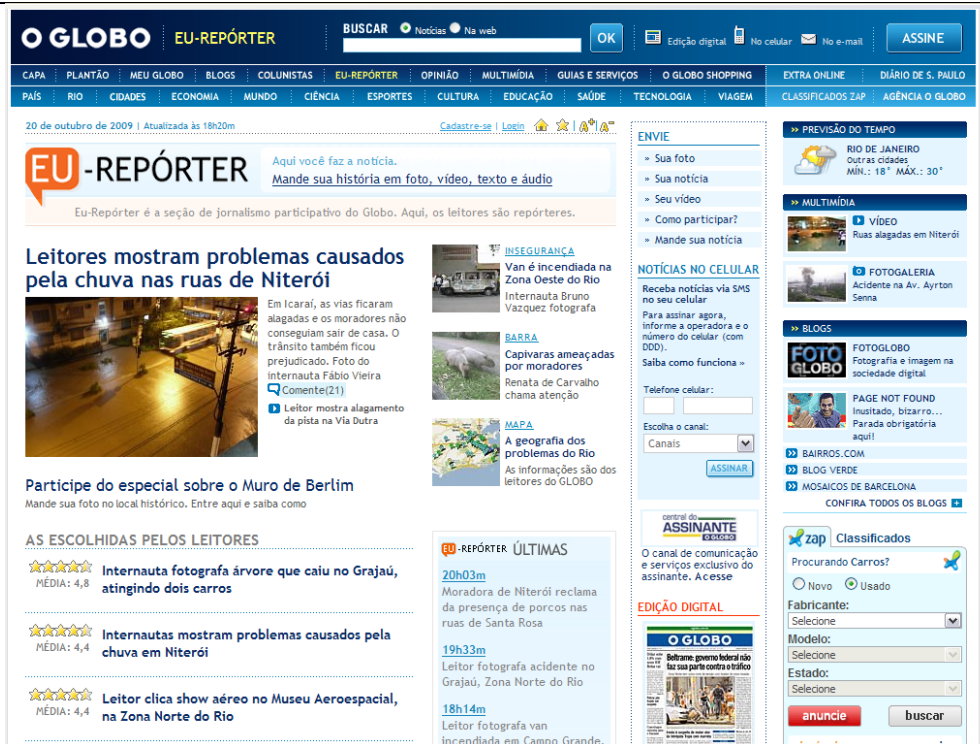 O GLOBO
EU-REPÓRTER
BUSCAR Notícias Na web
OK
Edição digital No celular No e-mail
ASSINE
CAPA PLANTÃO MEU GLOBO BLOGS COLUNISTAS EU-REPÓRTER OPINIÃO MULTIMÍDIA GUIAS E SERVIÇOS O GLOBO SHOPPING EXTRA ONLINE DIÁRIO DE S. PAULO
PAÍS RIO CIDADES ECONOMIA MUNDO CIÊNCIA ESPORTES CULTURA EDUCAÇÃO SAÚDE TECNOLOGIA VIAGEM CLASSIFICADOS ZAP AGÊNCIA O GLOBO
20 de outubro de 2009 | Atualizada às 18h20m
Cadastre-se | Login | A+ | A-
EU-REPÓRTER
Aqui você faz a notícia.
Mande sua história em foto, vídeo, texto e áudio
Eu-Repórter é a seção de jornalismo participativo do Globo. Aqui, os leitores são repórteres.
Leitores mostram problemas causados
pela chuva nas ruas de Niterói
Em Icaraí, as vias ficaram
alagadas e os moradores não
conseguiam sair de casa. O
trânsito também ficou
prejudicado. Foto do
internauta Fábio Vieira
Comente(21)
Leitor mostra alagamento
da pista na Via Dutra
Participe do especial sobre o Muro de Berlim
Mande sua foto no local histórico. Entre aqui e saiba como
AS ESCOLHIDAS PELOS LEITORES
MÉDIA: 4,8
Internauta fotografa árvore que caiu no Grajaú,
atingindo dois carros
MÉDIA: 4,4
Internautas mostram problemas causados pela
chuva em Niterói
MÉDIA: 4,4
Leitor clica show aéreo no Museu Aeroespacial,
na Zona Norte do Rio
INSEGURANÇA
Van é incendiada na
Zona Oeste do Rio
Internauta Bruno
Vazquez fotografa
BARRA
Capivaras ameaçadas
por moradores
Renata de Carvalho
chama atenção
MAPA
A geografia dos
problemas do Rio
As informações são dos
leitores do GLOBO
EU-REPÓRTER ÚLTIMAS
20h03m
Moradora de Niterói reclama
da presença de porcos nas
ruas de Santa Rosa
19h33m
Leitor fotografa acidente no
Grajaú, Zona Norte do Rio
18h14m
Leitor fotografa van
incendiada em Campo Grande,
ENVIE
» Sua foto
» Sua notícia
» Seu vídeo
» Como participar?
» Mande sua notícia
NOTÍCIAS NO CELULAR
Receba notícias via SMS
no seu celular
Para assinar agora,
informe a operadora e o
número do celular (com
DDD).
Saiba como funciona »
Telefone celular:
Escolha o canal:
Canais
ASSINAR
central do
ASSINANTE
O GLOBO
O canal de comunicação
e serviços exclusivo do
assinante. Acesse
EDIÇÃO DIGITAL
O GLOBO
Beltrame: governo federal não
faz sua parte contra o tráfico
» PREVISÃO DO TEMPO
RIO DE JANEIRO
Outras cidades
MÍN.: 18° MÁX.: 30°
» MULTIMÍDIA
VÍDEO
Ruas alagadas em Niterói
FOTOGALERIA
Acidente na Av. Ayrton
Senna
» BLOGS
FOTO
GLOBO
FOTOGLOBO
Fotografia e imagem na
sociedade digital
PAGE NOT FOUND
Inusitado, bizarro...
Parada obrigatória
aqui!
BAIRROS.COM
BLOG VERDE
MOSAICOS DE BARCELONA
CONFIRA TODOS OS BLOGS
zap Classificados
Procurando Carros?
Novo Usado
Fabricante:
Selecione
Modelo:
Selecione
Estado:
Selecione
anuncie
buscar